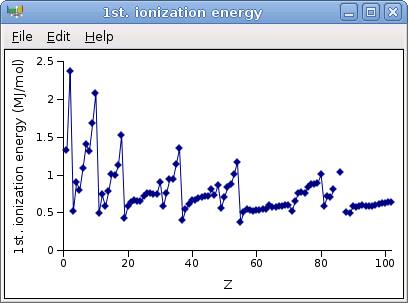 1st. ionization energy
File Edit Help
1st. ionization energy (MJ/mol)
2.5
2
1.5
1
0.5
0
0 20 40 60 80 100
Z